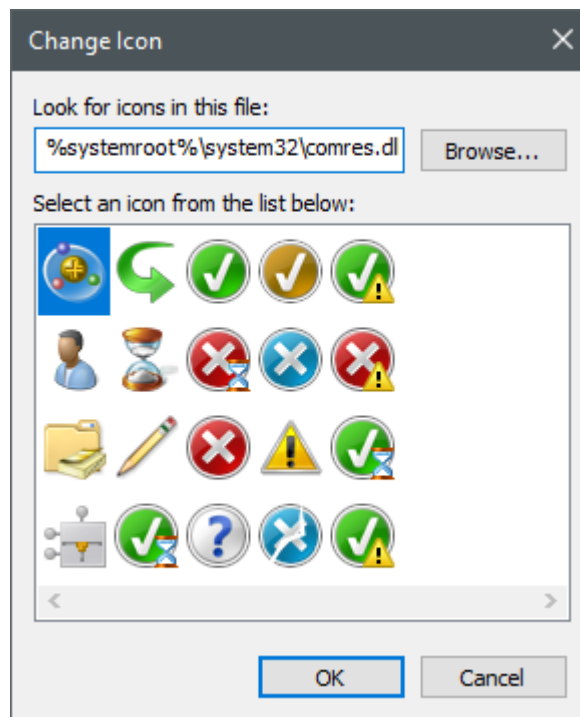 Change Icon
Look for icons in this file:
%systemroot%\system32\comres.dl
Browse...
Select an icon from the list below:
OK
Cancel